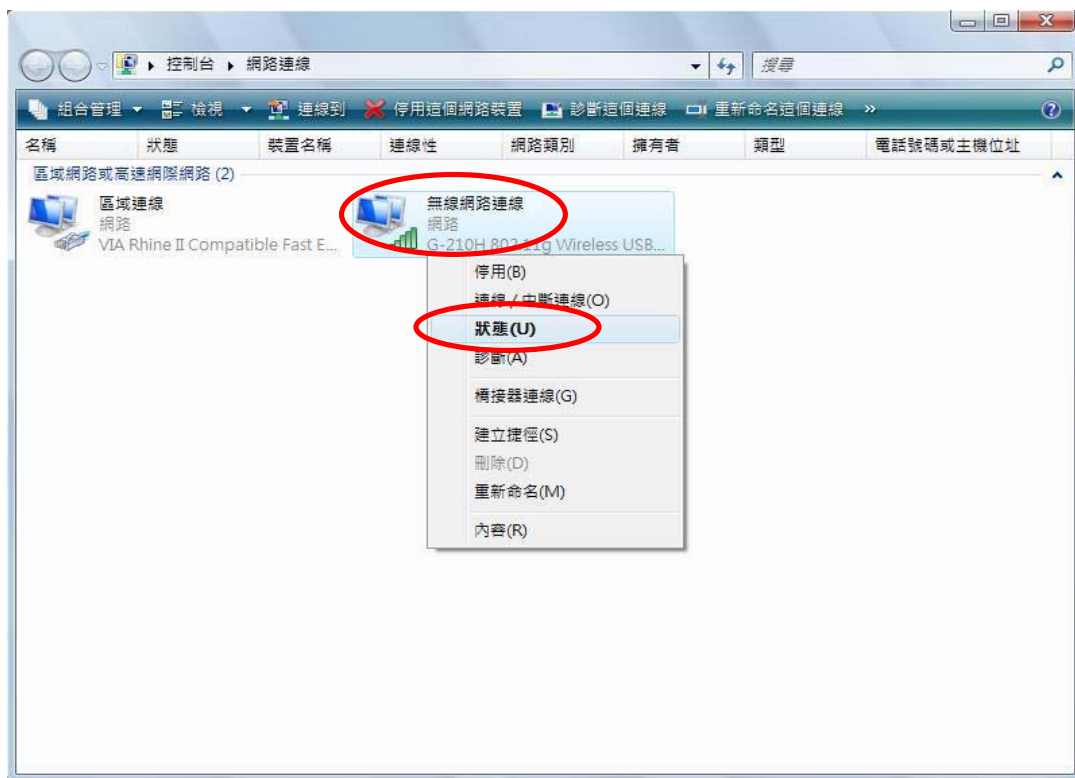 控制台 網路連線 搜尋
組合管理 檢視 連線到 停用這個網路裝置 診斷這個連線 重新命名這個連線 »
名稱 狀態 裝置名稱 連線性 網路類別 擁有者 類型 電話號碼或主機位址
區域網路或高速網際網路 (2)
區域連線
網路
VIA Rhine II Compatible Fast E...
無線網路連線
網路
G-210H 802.11g Wireless USB...
停用(B)
連線 / 中斷連線(O)
狀態(U)
診斷(A)
橋接器連線(G)
建立捷徑(S)
刪除(D)
重新命名(M)
內容(R)